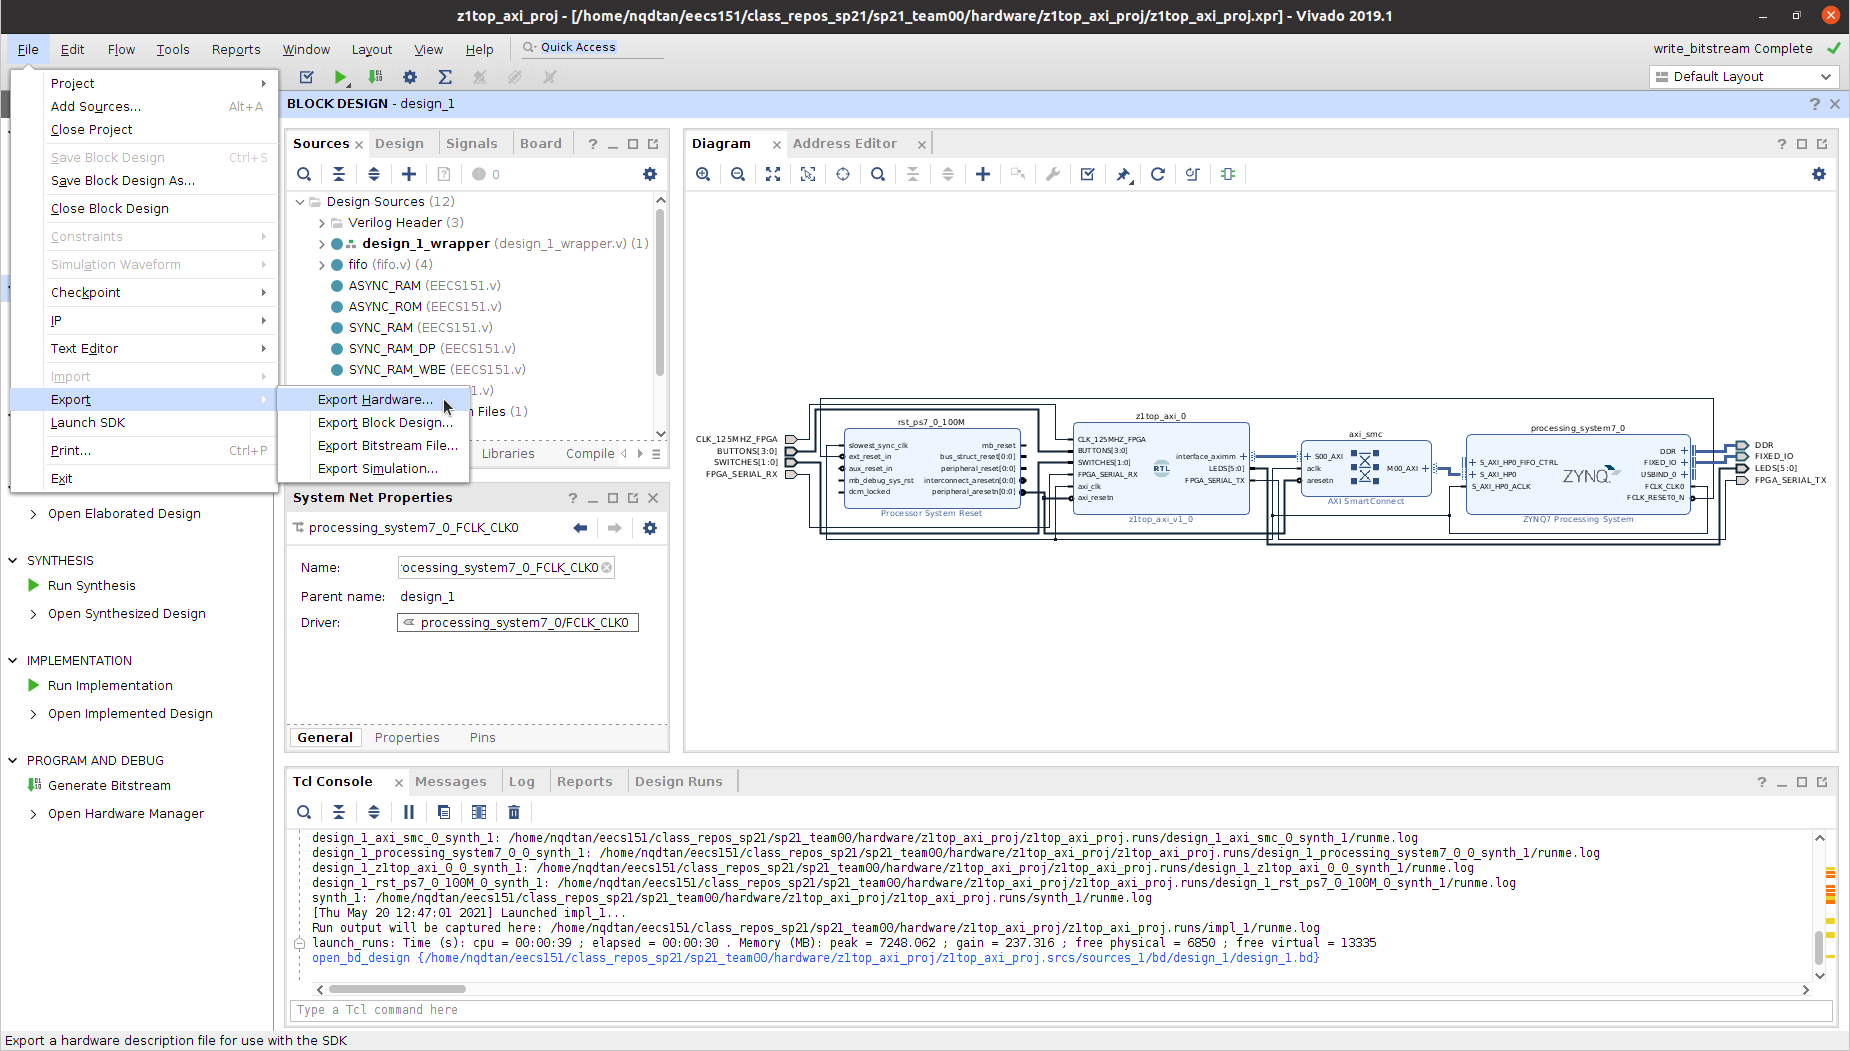 z1top_axi_proj - [/home/nqdtan/eecs151/class_repos_sp21/sp21_team00/hardware/z1top_axi_proj/z1top_axi_proj.xpr] - Vivado 2019.1
File Edit Flow Tools Reports Window Layout View Help Quick Access
write_bitstream Complete
Default Layout
Project
Add Sources... Alt+A
Close Project
Save Block Design Ctrl+S
Save Block Design As...
Close Block Design
Constraints
Simulation Waveform
Checkpoint
IP
Text Editor
Import
Export
Launch SDK
Print... Ctrl+P
Exit
Export Hardware...
Export Block Design...
Export Bitstream File...
Export Simulation...
Open Elaborated Design
SYNTHESIS
Run Synthesis
Open Synthesized Design
IMPLEMENTATION
Run Implementation
Open Implemented Design
PROGRAM AND DEBUG
Generate Bitstream
Open Hardware Manager
BLOCK DESIGN - design_1
Sources Design Signals Board
0
Design Sources (12)
Verilog Header (3)
design_1_wrapper (design_1_wrapper.v) (1)
fifo (fifo.v) (4)
ASYNC_RAM (EECS151.v)
ASYNC_ROM (EECS151.v)
SYNC_RAM (EECS151.v)
SYNC_RAM_DP (EECS151.v)
SYNC_RAM_WBE (EECS151.v)
1.v)
Files (1)
Libraries Compile
System Net Properties
processing_system7_0_FCLK_CLK0
Name: ocessing_system7_0_FCLK_CLK0
Parent name: design_1
Driver: processing_system7_0/FCLK_CLK0
General Properties Pins
Diagram Address Editor
CLK_125MHZ_FPGA
BUTTONS[3:0]
SWITCHES[1:0]
FPGA_SERIAL_RX
rst_ps7_0_100M
slowest_sync_clk mb_reset
ext_reset_in bus_struct_reset[0:0]
aux_reset_in peripheral_reset[0:0]
mb_debug_sys_rst interconnect_aresetn[0:0]
dcm_locked peripheral_aresetn[0:0]
Processor System Reset
z1top_axi_0
CLK_125MHZ_FPGA
BUTTONS[3:0]
SWITCHES[1:0] interface_aximm
FPGA_SERIAL_RX RTL LEDS[5:0]
axi_clk FPGA_SERIAL_TX
axi_resetn
z1top_axi_v1_0
axi_smc
S00_AXI
aclk M00_AXI
aresetn
AXI SmartConnect
processing_system7_0
DDR
S_AXI_HP0_FIFO_CTRL FIXED_IO
S_AXI_HP0 ZYNQ USBIND_0
S_AXI_HP0_ACLK FCLK_CLK0
FCLK_RESET0_N
ZYNQ7 Processing System
DDR
FIXED_IO
LEDS[5:0]
FPGA_SERIAL_TX
Tcl Console Messages Log Reports Design Runs
design_1_axi_smc_0_synth_1: /home/nqdtan/eecs151/class_repos_sp21/sp21_team00/hardware/z1top_axi_proj/z1top_axi_proj.runs/design_1_axi_smc_0_synth_1/runme.log
design_1_processing_system7_0_0_synth_1: /home/nqdtan/eecs151/class_repos_sp21/sp21_team00/hardware/z1top_axi_proj/z1top_axi_proj.runs/design_1_processing_system7_0_0_synth_1/runme.log
design_1_z1top_axi_0_0_synth_1: /home/nqdtan/eecs151/class_repos_sp21/sp21_team00/hardware/z1top_axi_proj/z1top_axi_proj.runs/design_1_z1top_axi_0_0_synth_1/runme.log
design_1_rst_ps7_0_100M_0_synth_1: /home/nqdtan/eecs151/class_repos_sp21/sp21_team00/hardware/z1top_axi_proj/z1top_axi_proj.runs/design_1_rst_ps7_0_100M_0_synth_1/runme.log
synth_1: /home/nqdtan/eecs151/class_repos_sp21/sp21_team00/hardware/z1top_axi_proj/z1top_axi_proj.runs/synth_1/runme.log
[Thu May 20 12:47:01 2021] Launched impl_1...
Run output will be captured here: /home/nqdtan/eecs151/class_repos_sp21/sp21_team00/hardware/z1top_axi_proj/z1top_axi_proj.runs/impl_1/runme.log
launch_runs: Time (s): cpu = 00:00:39 ; elapsed = 00:00:30 . Memory (MB): peak = 7248.062 ; gain = 237.316 ; free physical = 6850 ; free virtual = 13335
open_bd_design {/home/nqdtan/eecs151/class_repos_sp21/sp21_team00/hardware/z1top_axi_proj/z1top_axi_proj.srcs/sources_1/bd/design_1/design_1.bd}
Type a Tcl command here
Export a hardware description file for use with the SDK